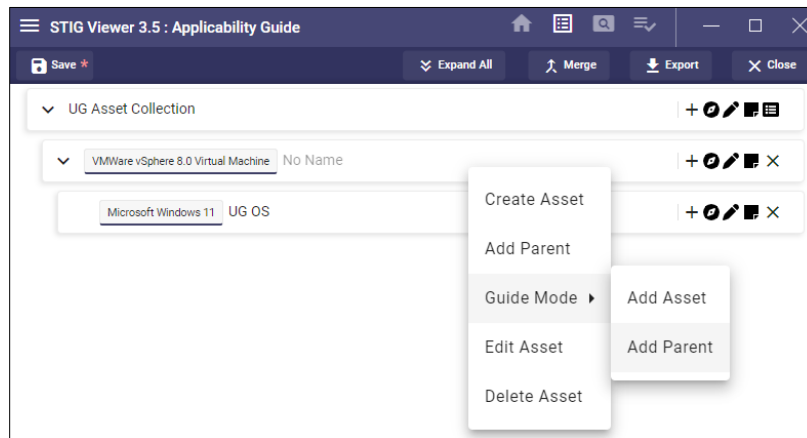 STIG Viewer 3.5 : Applicability Guide
Save *
Expand All
Merge
Export
Close
UG Asset Collection
VMWare vSphere 8.0 Virtual Machine No Name
Microsoft Windows 11 UG OS
Create Asset
Add Parent
Guide Mode
Add Asset
Add Parent
Edit Asset
Delete Asset